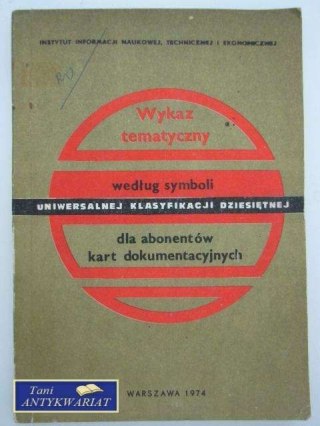 INSTYTUT INFORMACJI NAUKOWEJ, TECHNICZNEJ I EKONOMICZNEJ
Wykaz
tematyczny
według symboli
UNIWERSALNEJ KLASYFIKACJI DZIESIĘTNEJ
dla abonentów
kart dokumentacyjnych
WARSZAWA 1974
Tani
ANTYKWARIAT